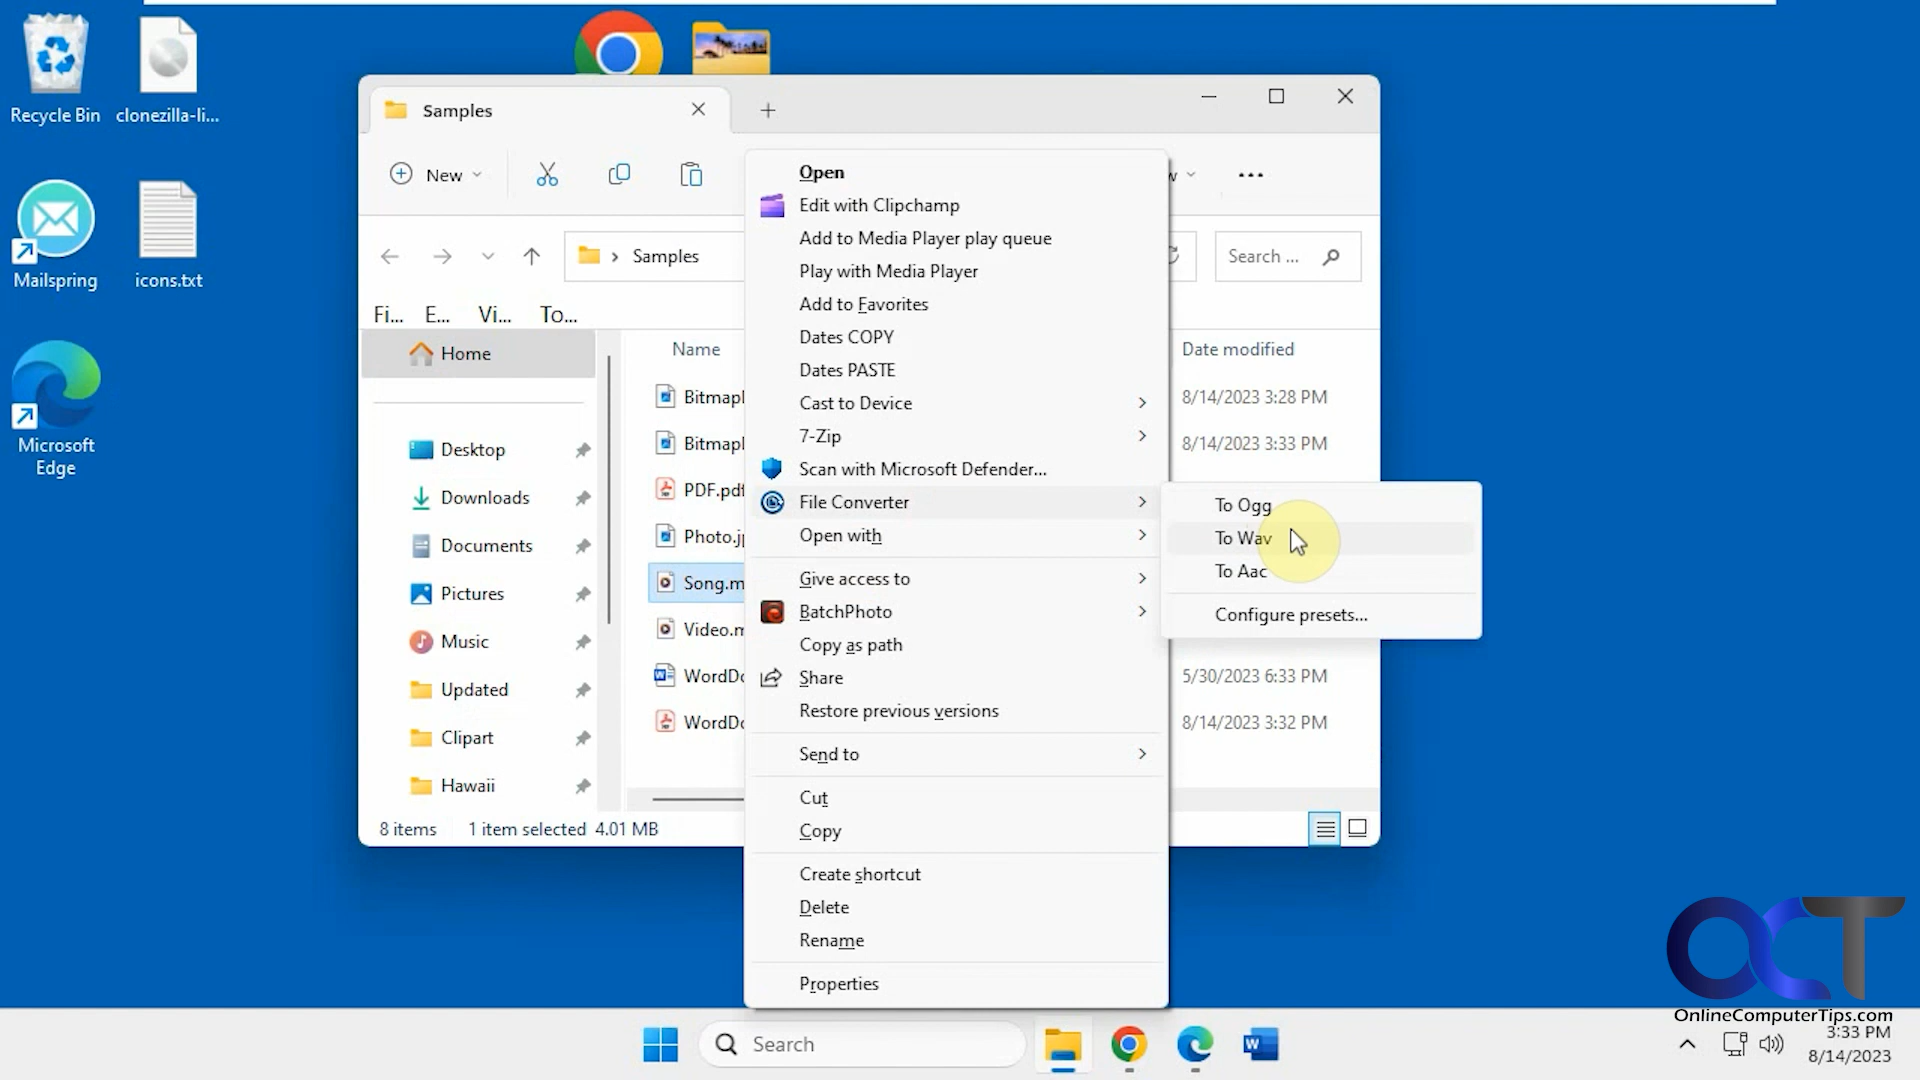 Recycle Bin
clonezilla-li...
Mailspring
icons.txt
Microsoft
Edge
Samples
New
Samples
Search ...
Fi...
E...
Vi...
To...
Home
Desktop
Downloads
Documents
Pictures
Music
Updated
Clipart
Hawaii
Name
Date modified
Bitmap
8/14/2023 3:28 PM
Bitmap
8/14/2023 3:33 PM
PDF.pdf
Photo.j
Song.m
Video.m
WordDo
5/30/2023 6:33 PM
WordDo
8/14/2023 3:32 PM
8 items
1 item selected 4.01 MB
Open
Edit with Clipchamp
Add to Media Player play queue
Play with Media Player
Add to Favorites
Dates COPY
Dates PASTE
Cast to Device
7-Zip
Scan with Microsoft Defender...
File Converter
Open with
Give access to
BatchPhoto
Copy as path
Share
Restore previous versions
Send to
Cut
Copy
Create shortcut
Delete
Rename
Properties
To Ogg
To Wav
To Aac
Configure presets...
OCT
OnlineComputerTips.com
Search
3:33 PM
8/14/2023